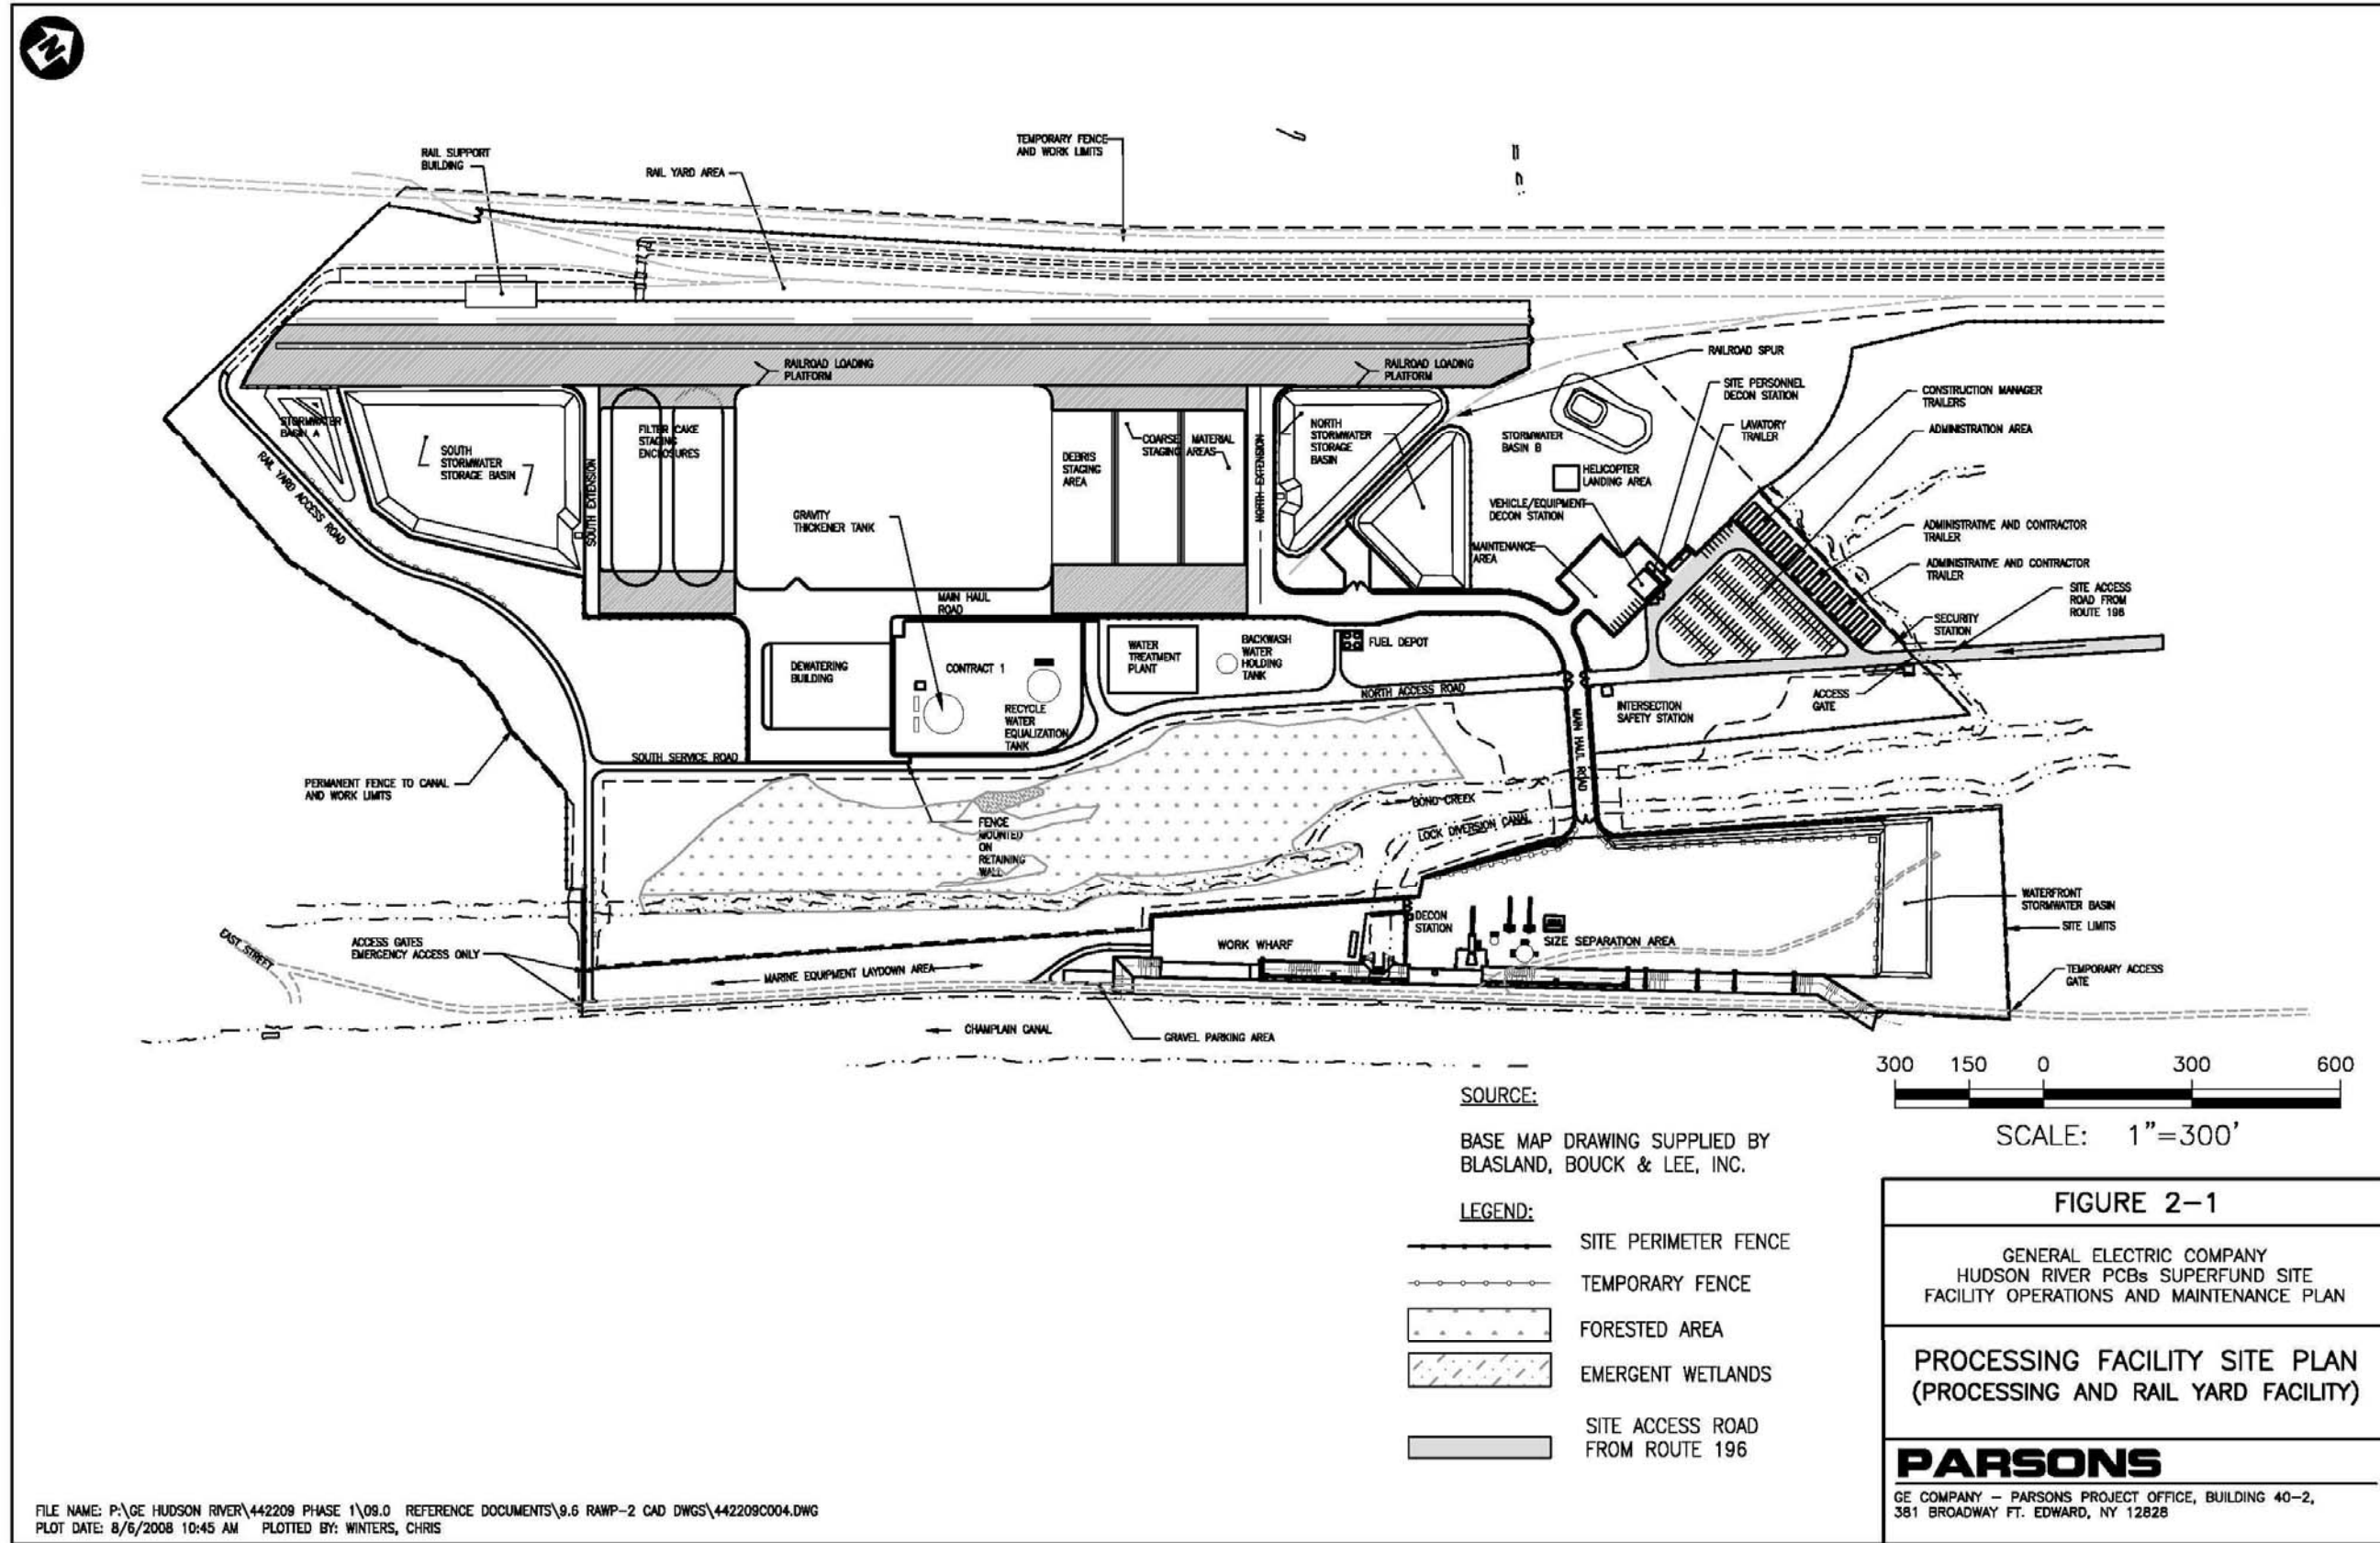 N
RAIL SUPPORT
BUILDING
RAIL YARD AREA
TEMPORARY FENCE
AND WORK LIMITS
RAILROAD LOADING
PLATFORM
RAILROAD LOADING
PLATFORM
RAILROAD SPUR
SITE PERSONNEL
DECON STATION
CONSTRUCTION MANAGER
TRAILERS
LAVATORY
TRAILER
ADMINISTRATION AREA
STORMWATER
BASIN A
SOUTH
STORMWATER
STORAGE BASIN
RAIL YARD ACCESS ROAD
SOUTH EXTENSION
FILTER CAKE
STAGING
ENCLOSURES
DEBRIS
STAGING
AREA
COARSE MATERIAL
STAGING AREAS
NORTH EXTENSION
NORTH
STORMWATER
STORAGE
BASIN
STORMWATER
BASIN B
HELICOPTER
LANDING AREA
VEHICLE/EQUIPMENT
DECON STATION
MAINTENANCE
AREA
GRAVITY
THICKENER TANK
ADMINISTRATIVE AND CONTRACTOR
TRAILER
ADMINISTRATIVE AND CONTRACTOR
TRAILER
SITE ACCESS
ROAD FROM
ROUTE 196
SECURITY
STATION
MAIN HAUL
ROAD
DEWATERING
BUILDING
CONTRACT 1
RECYCLE
WATER
EQUALIZATION
TANK
WATER
TREATMENT
PLANT
BACKWASH
WATER
HOLDING
TANK
FUEL DEPOT
NORTH ACCESS ROAD
MAIN HAUL ROAD
INTERSECTION
SAFETY STATION
ACCESS
GATE
SOUTH SERVICE ROAD
PERMANENT FENCE TO CANAL
AND WORK LIMITS
FENCE
MOUNTED
ON
RETAINING
WALL
BOND CREEK
LOCK DIVERSION CANAL
WATERFRONT
STORMWATER BASIN
SITE LIMITS
DECON
STATION
SIZE SEPARATION AREA
WORK WHARF
TEMPORARY ACCESS
GATE
EAST STREET
ACCESS GATES
EMERGENCY ACCESS ONLY
MARINE EQUIPMENT LAYDOWN AREA
CHAMPLAIN CANAL
GRAVEL PARKING AREA
300 150 0 300 600
SCALE: 1"=300'
SOURCE:
BASE MAP DRAWING SUPPLIED BY
BLASLAND, BOUCK & LEE, INC.
LEGEND:
SITE PERIMETER FENCE
TEMPORARY FENCE
FORESTED AREA
EMERGENT WETLANDS
SITE ACCESS ROAD
FROM ROUTE 196
FIGURE 2-1
GENERAL ELECTRIC COMPANY
HUDSON RIVER PCBs SUPERFUND SITE
FACILITY OPERATIONS AND MAINTENANCE PLAN
PROCESSING FACILITY SITE PLAN
(PROCESSING AND RAIL YARD FACILITY)
PARSONS
GE COMPANY - PARSONS PROJECT OFFICE, BUILDING 40-2,
381 BROADWAY FT. EDWARD, NY 12828
FILE NAME: P:\GE HUDSON RIVER\442209 PHASE 1\09.0 REFERENCE DOCUMENTS\9.6 RAWP-2 CAD DWGS\442209C004.DWG
PLOT DATE: 8/6/2008 10:45 AM PLOTTED BY: WINTERS, CHRIS